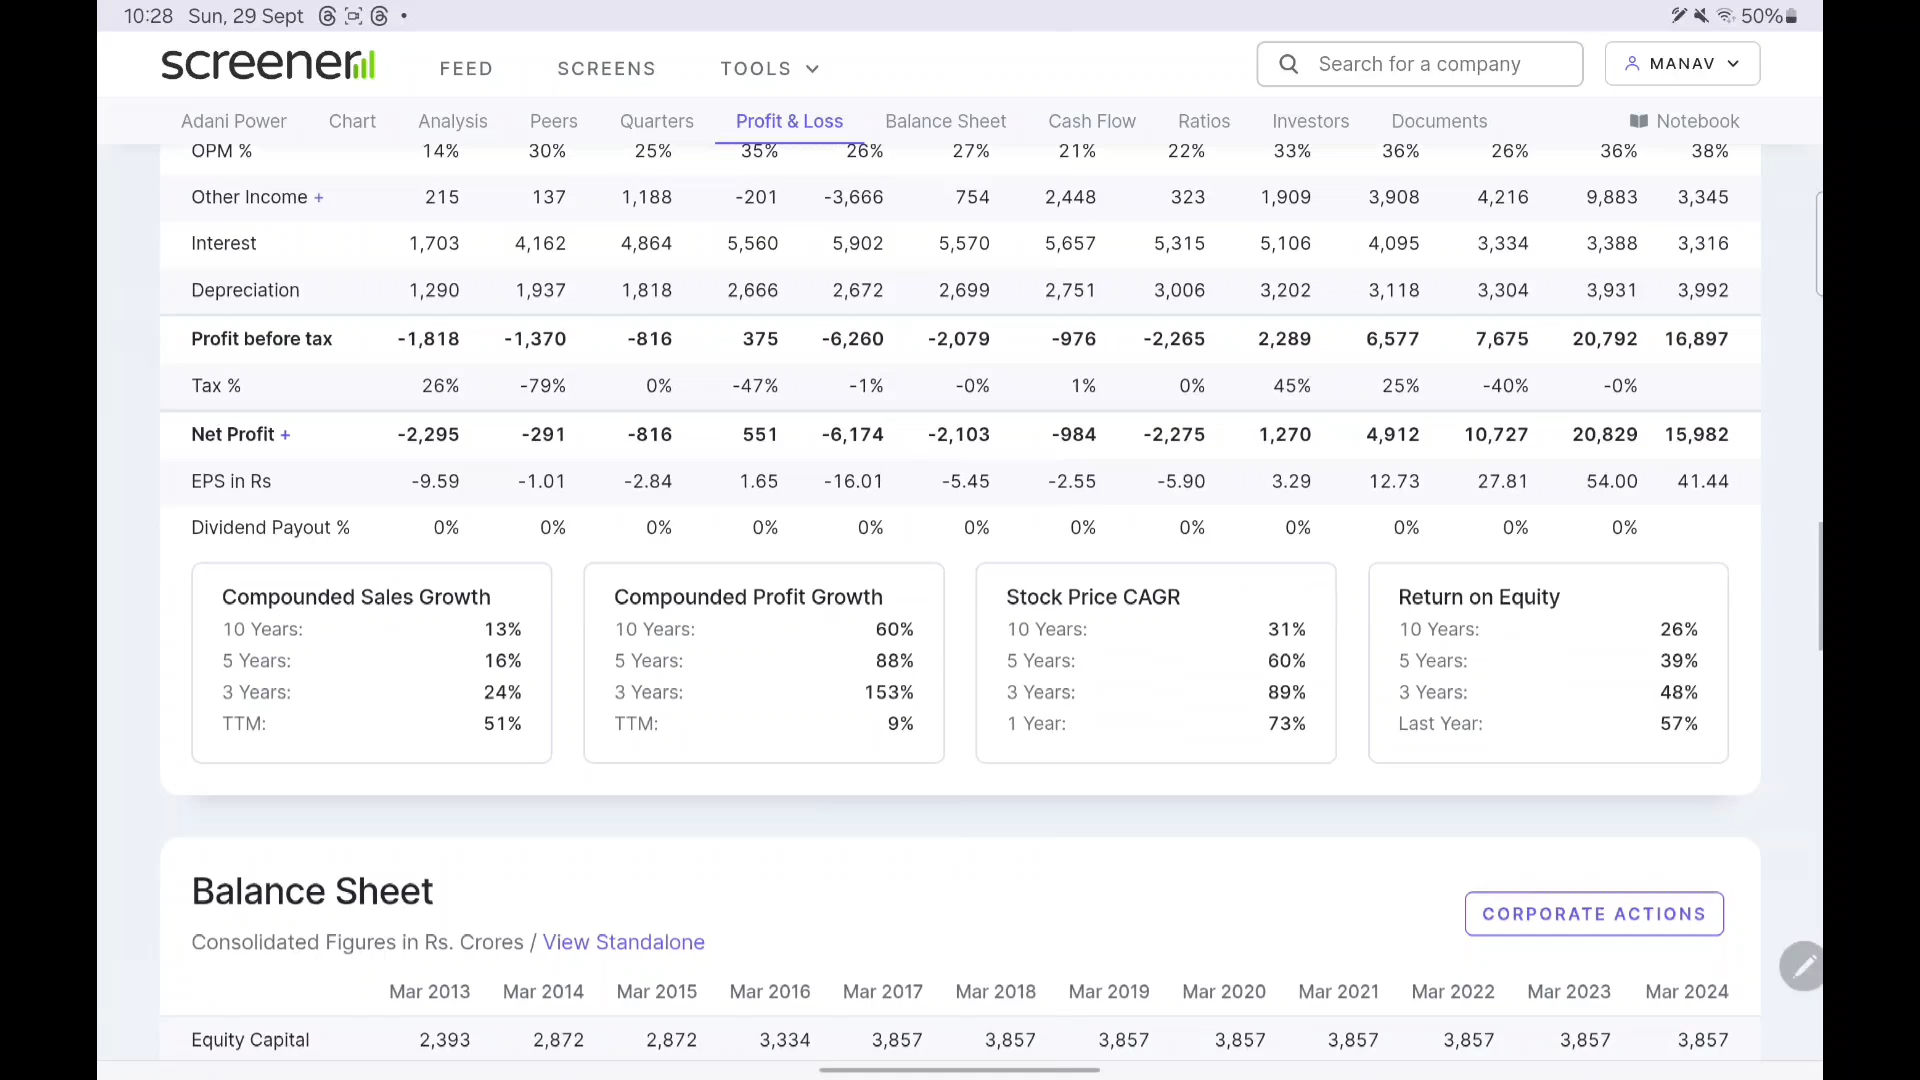 10:28 Sun, 29 Sept 50%
screener FEED SCREENS TOOLS Search for a company MANAV
Adani Power Chart Analysis Peers Quarters Profit & Loss Balance Sheet Cash Flow Ratios Investors Documents Notebook
OPM % 14% 30% 25% 35% 26% 27% 21% 22% 33% 36% 26% 36% 38%
Other Income + 215 137 1,188 -201 -3,666 754 2,448 323 1,909 3,908 4,216 9,883 3,345
Interest 1,703 4,162 4,864 5,560 5,902 5,570 5,657 5,315 5,106 4,095 3,334 3,388 3,316
Depreciation 1,290 1,937 1,818 2,666 2,672 2,699 2,751 3,006 3,202 3,118 3,304 3,931 3,992
Profit before tax -1,818 -1,370 -816 375 -6,260 -2,079 -976 -2,265 2,289 6,577 7,675 20,792 16,897
Tax % 26% -79% 0% -47% -1% -0% 1% 0% 45% 25% -40% -0%
Net Profit + -2,295 -291 -816 551 -6,174 -2,103 -984 -2,275 1,270 4,912 10,727 20,829 15,982
EPS in Rs -9.59 -1.01 -2.84 1.65 -16.01 -5.45 -2.55 -5.90 3.29 12.73 27.81 54.00 41.44
Dividend Payout % 0% 0% 0% 0% 0% 0% 0% 0% 0% 0% 0% 0%
Compounded Sales Growth
10 Years: 13%
5 Years: 16%
3 Years: 24%
TTM: 51%
Compounded Profit Growth
10 Years: 60%
5 Years: 88%
3 Years: 153%
TTM: 9%
Stock Price CAGR
10 Years: 31%
5 Years: 60%
3 Years: 89%
1 Year: 73%
Return on Equity
10 Years: 26%
5 Years: 39%
3 Years: 48%
Last Year: 57%
Balance Sheet
CORPORATE ACTIONS
Consolidated Figures in Rs. Crores / View Standalone
Mar 2013 Mar 2014 Mar 2015 Mar 2016 Mar 2017 Mar 2018 Mar 2019 Mar 2020 Mar 2021 Mar 2022 Mar 2023 Mar 2024
Equity Capital 2,393 2,872 2,872 3,334 3,857 3,857 3,857 3,857 3,857 3,857 3,857 3,857